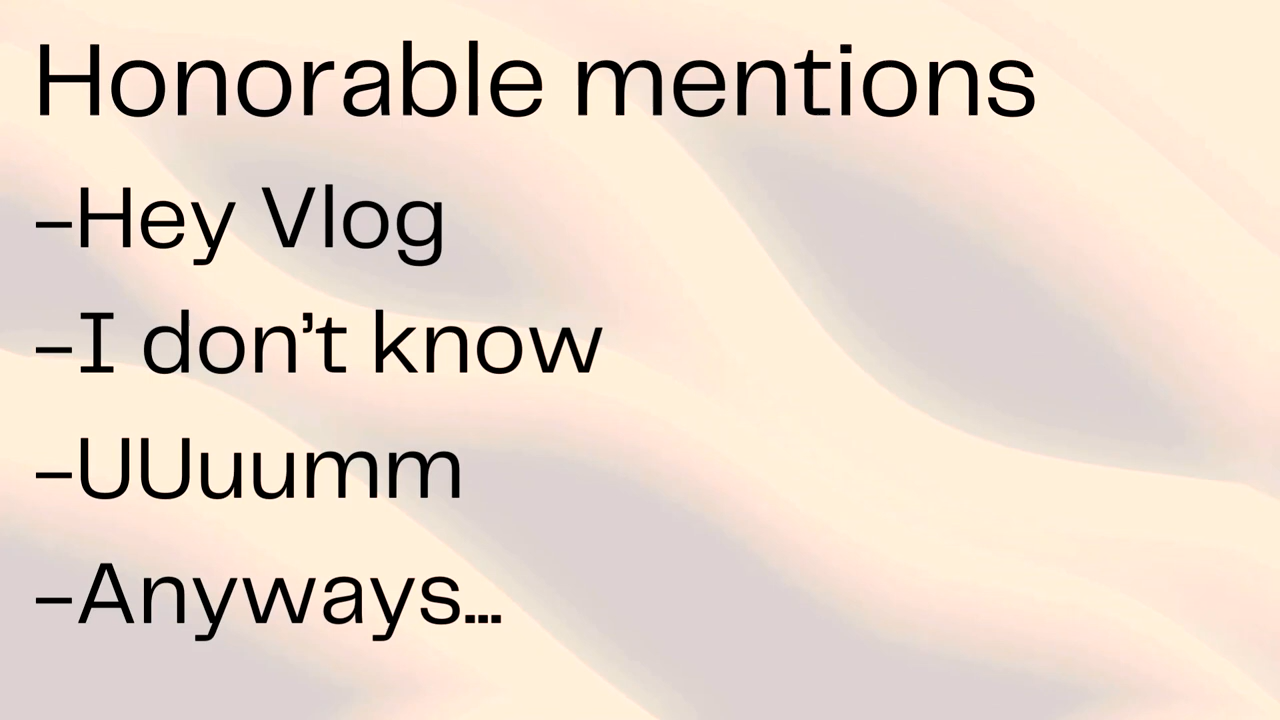 Honorable mentions
-Hey Vlog
-I don't know
-UUuumm
-Anyways...